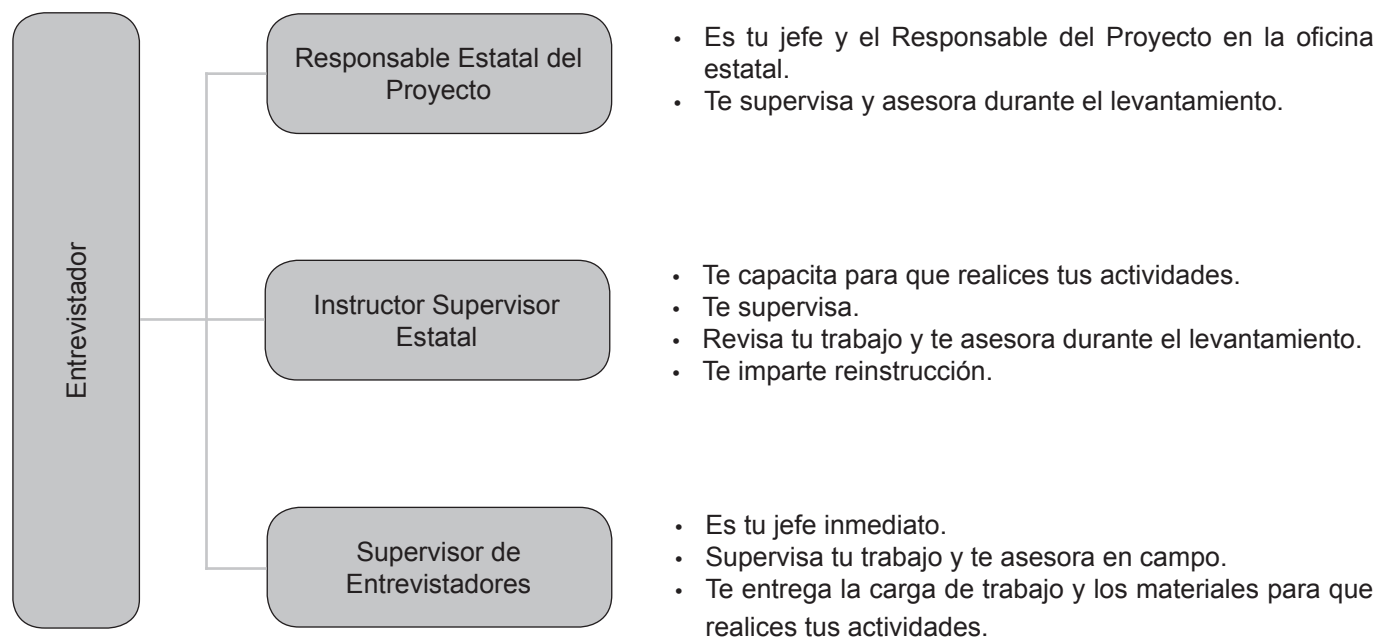 Entrevistador
Responsable Estatal del
Proyecto
• Es tu jefe y el Responsable del Proyecto en la oficina
estatal.
• Te supervisa y asesora durante el levantamiento.
Instructor Supervisor
Estatal
• Te capacita para que realices tus actividades.
• Te supervisa.
• Revisa tu trabajo y te asesora durante el levantamiento.
• Te imparte reinstrucción.
Supervisor de
Entrevistadores
• Es tu jefe inmediato.
• Supervisa tu trabajo y te asesora en campo.
• Te entrega la carga de trabajo y los materiales para que
realices tus actividades.